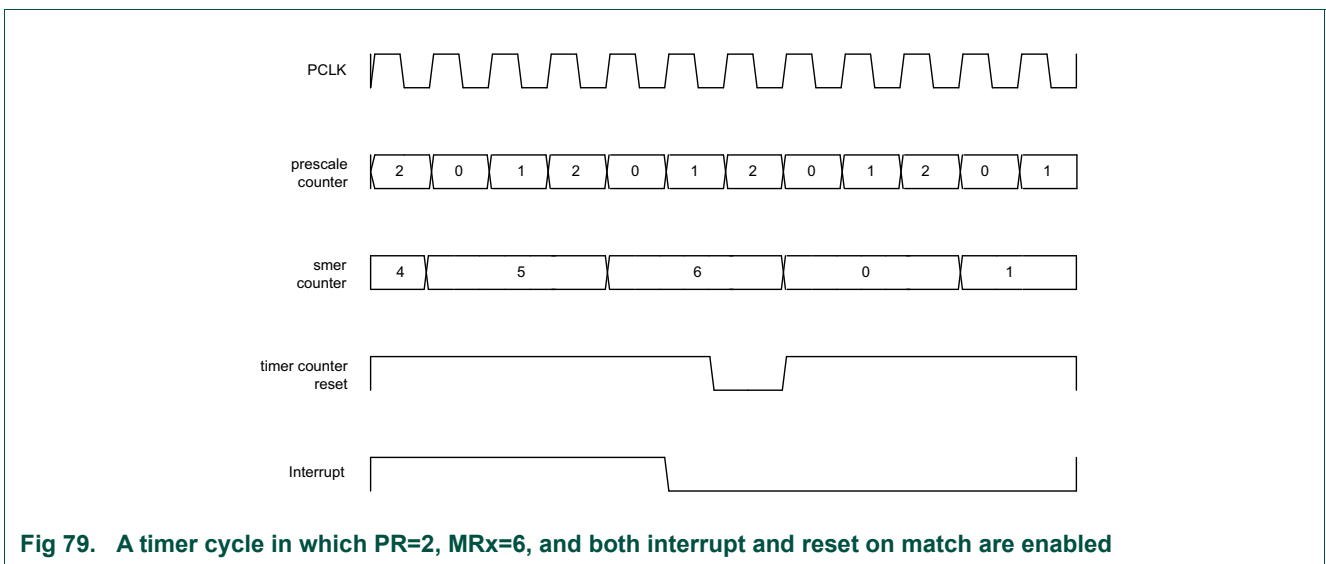 PCLK
prescale
counter
2 0 1 2 0 1 2 0 1 2 0 1
smer
counter
4 5 6 0 1
timer counter
reset
Interrupt
Fig 79. A timer cycle in which PR=2, MRx=6, and both interrupt and reset on match are enabled